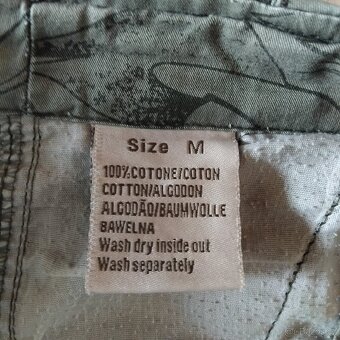 Size M
100% COTONE/COTON
COTTON/ALGODON
ALGODÃO/BAUMWOLLE
BAWELNA
Wash dry inside out
Wash separately